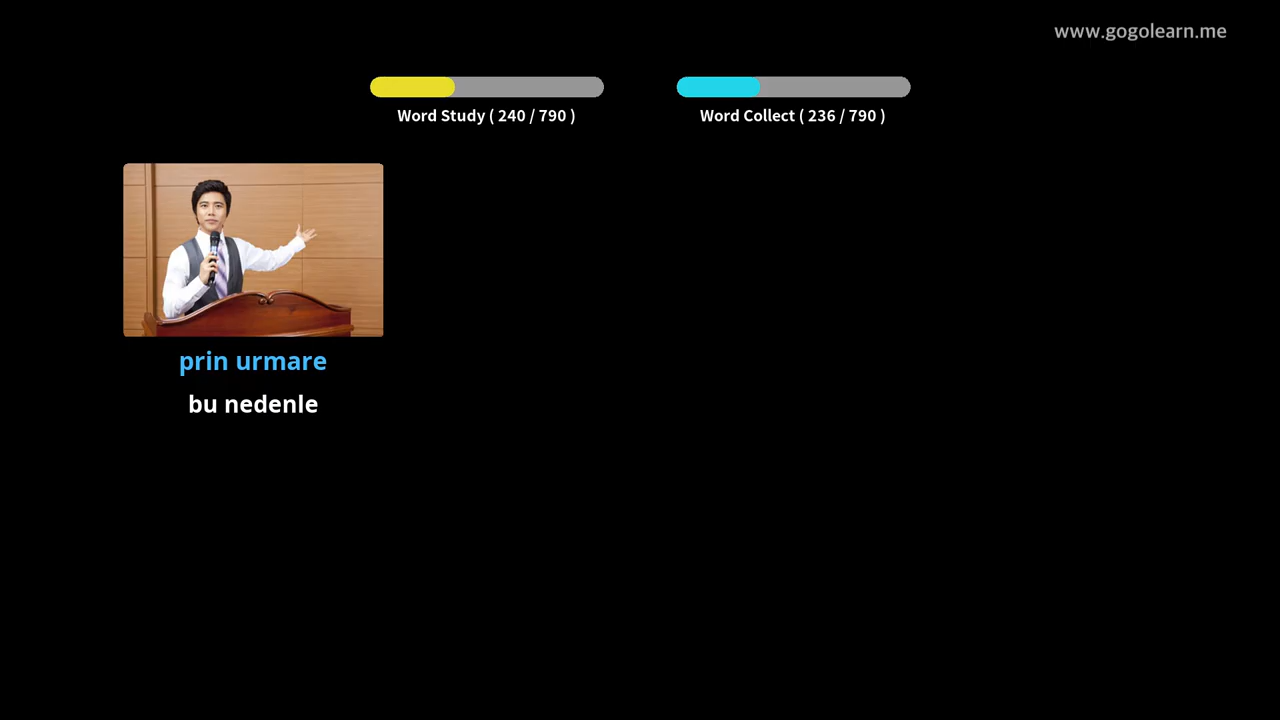 www.gogolearn.me
Word Study ( 240 / 790 )
Word Collect ( 236 / 790 )
prin urmare
bu nedenle